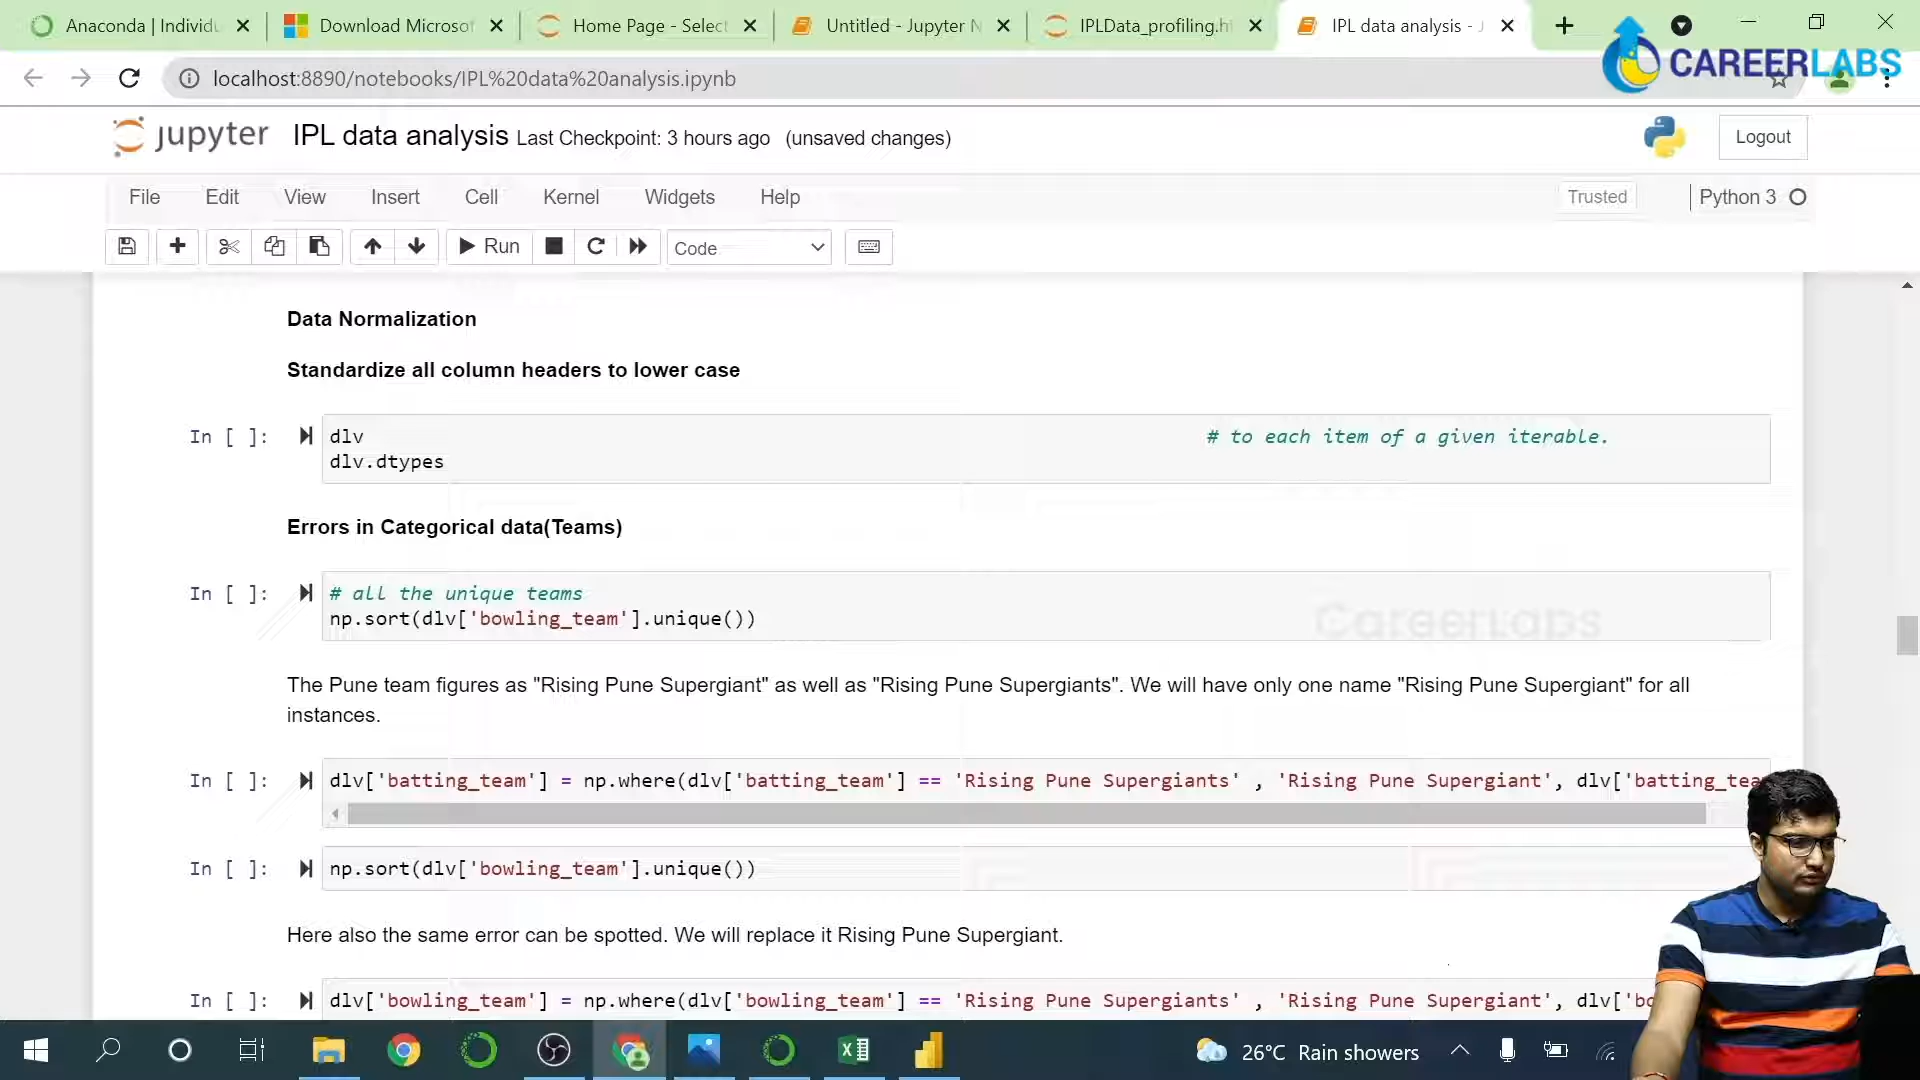 Anaconda | Individu
Download Microsof
Home Page - Select
Untitled - Jupyter N
IPLData_profiling.ht
IPL data analysis - J
localhost:8890/notebooks/IPL%20data%20analysis.ipynb
CAREERLABS
jupyter IPL data analysis Last Checkpoint: 3 hours ago (unsaved changes)
Logout
File Edit View Insert Cell Kernel Widgets Help
Trusted
Python 3
Run
Code
Data Normalization
Standardize all column headers to lower case
In [ ]: dlv # to each item of a given iterable.
dlv.dtypes
Errors in Categorical data(Teams)
In [ ]: # all the unique teams
np.sort(dlv['bowling_team'].unique())
CareerLabs
The Pune team figures as "Rising Pune Supergiant" as well as "Rising Pune Supergiants". We will have only one name "Rising Pune Supergiant" for all
instances.
In [ ]: dlv['batting_team'] = np.where(dlv['batting_team'] == 'Rising Pune Supergiants' , 'Rising Pune Supergiant', dlv['batting_tea
In [ ]: np.sort(dlv['bowling_team'].unique())
Here also the same error can be spotted. We will replace it Rising Pune Supergiant.
In [ ]: dlv['bowling_team'] = np.where(dlv['bowling_team'] == 'Rising Pune Supergiants' , 'Rising Pune Supergiant', dlv['bo
26°C Rain showers